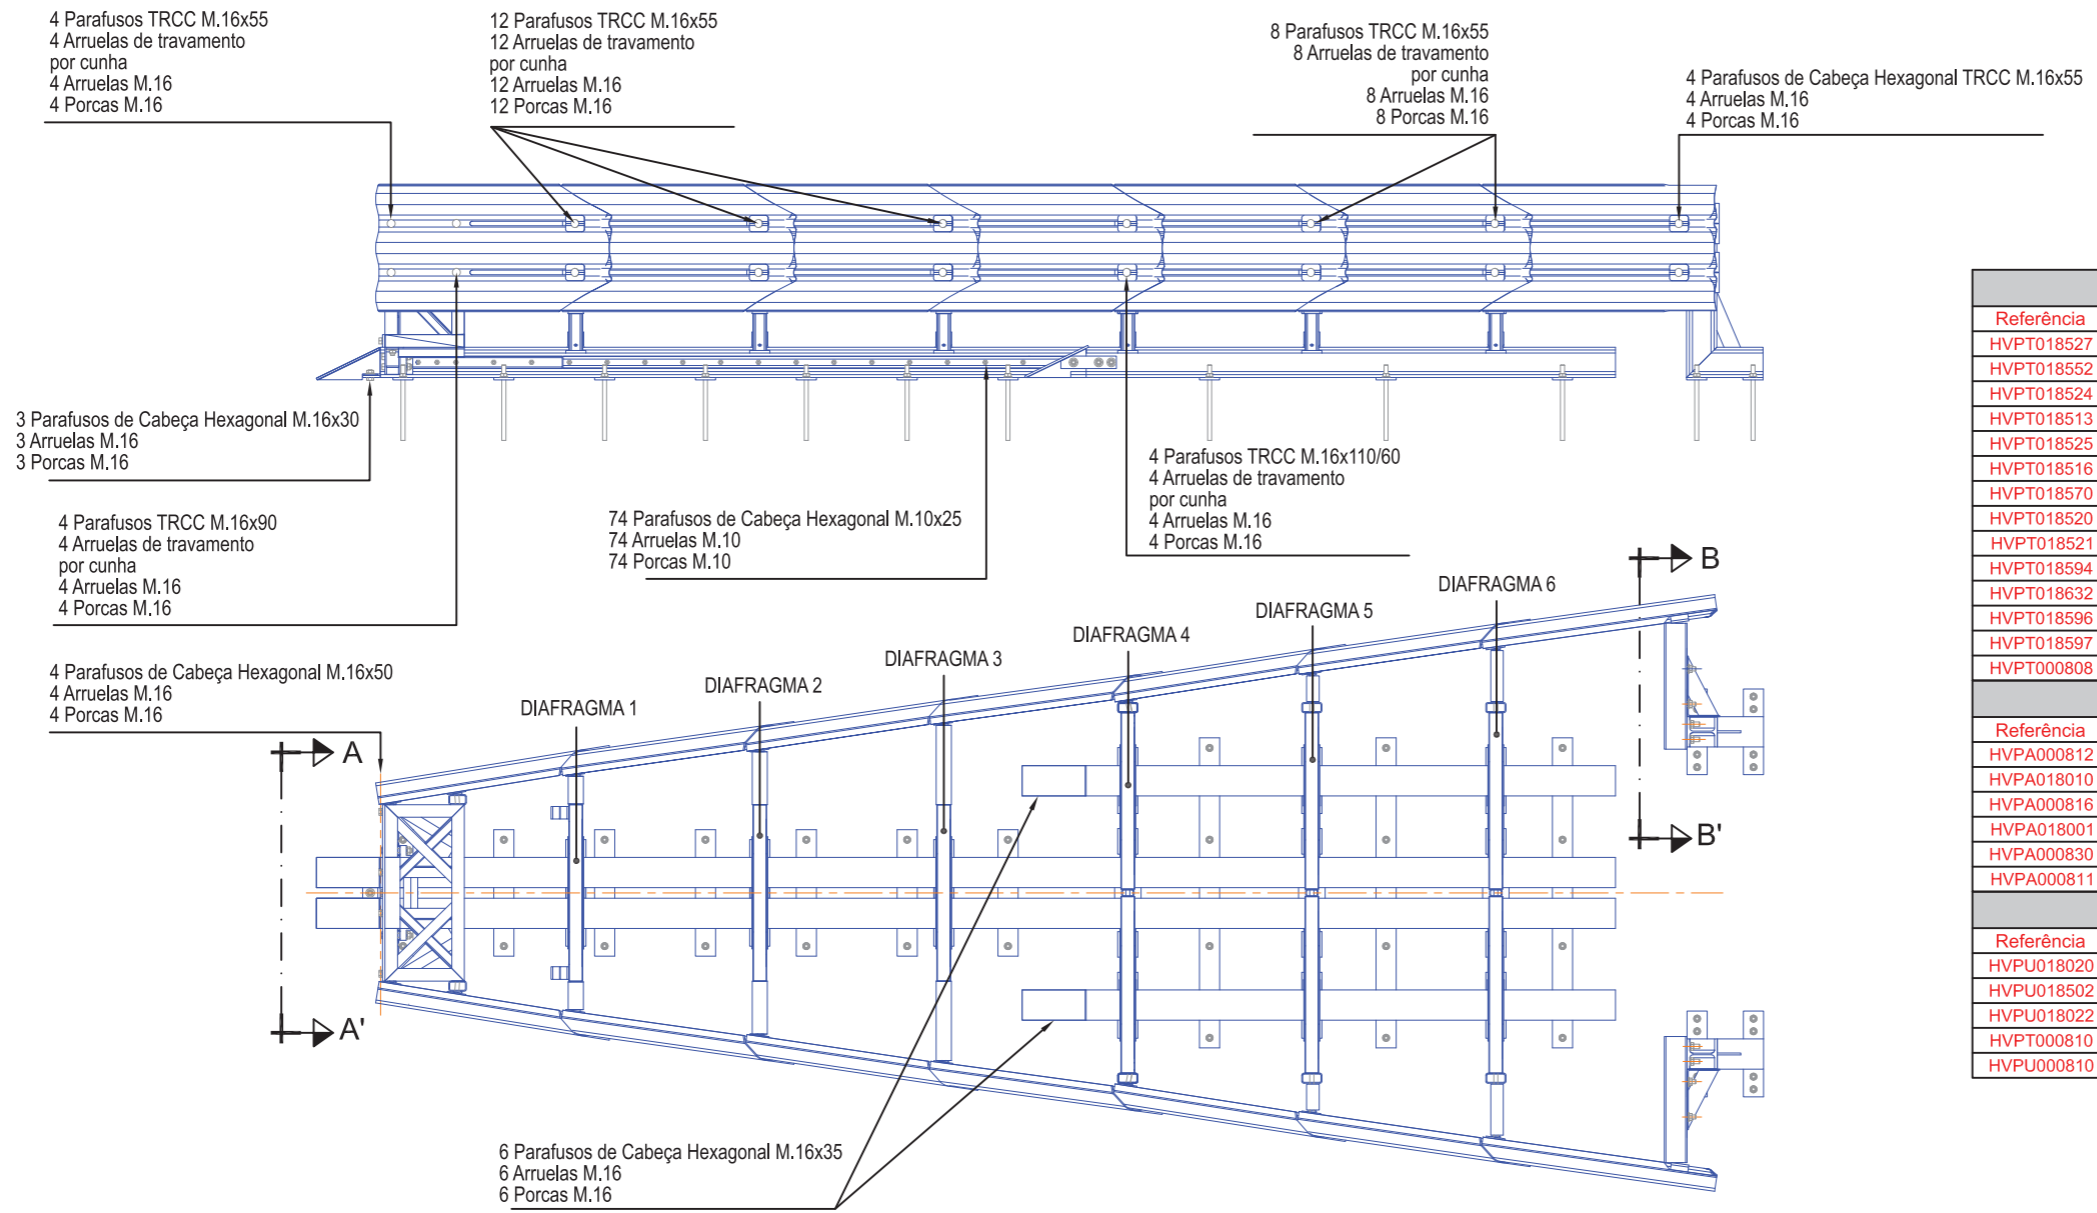 4 Parafusos TRCC M.16x55
4 Arruelas de travamento
por cunha
4 Arruelas M.16
4 Porcas M.16
12 Parafusos TRCC M.16x55
12 Arruelas de travamento
por cunha
12 Arruelas M.16
12 Porcas M.16
8 Parafusos TRCC M.16x55
8 Arruelas de travamento
por cunha
8 Arruelas M.16
8 Porcas M.16
4 Parafusos de Cabeça Hexagonal TRCC M.16x55
4 Arruelas M.16
4 Porcas M.16
3 Parafusos de Cabeça Hexagonal M.16x30
3 Arruelas M.16
3 Porcas M.16
4 Parafusos TRCC M.16x90
4 Arruelas de travamento
por cunha
4 Arruelas M.16
4 Porcas M.16
74 Parafusos de Cabeça Hexagonal M.10x25
74 Arruelas M.10
74 Porcas M.10
4 Parafusos TRCC M.16x110/60
4 Arruelas de travamento
por cunha
4 Arruelas M.16
4 Porcas M.16
4 Parafusos de Cabeça Hexagonal M.16x50
4 Arruelas M.16
4 Porcas M.16
DIAFRAGMA 1
DIAFRAGMA 2
DIAFRAGMA 3
DIAFRAGMA 4
DIAFRAGMA 5
DIAFRAGMA 6
A
A'
B
B'
6 Parafusos de Cabeça Hexagonal M.16x35
6 Arruelas M.16
6 Porcas M.16
Referência
HVPT018527
HVPT018552
HVPT018524
HVPT018513
HVPT018525
HVPT018516
HVPT018570
HVPT018520
HVPT018521
HVPT018594
HVPT018632
HVPT018596
HVPT018597
HVPT000808
Referência
HVPA000812
HVPA018010
HVPA000816
HVPA018001
HVPA000830
HVPA000811
Referência
HVPU018020
HVPU018502
HVPU018022
HVPT000810
HVPU000810